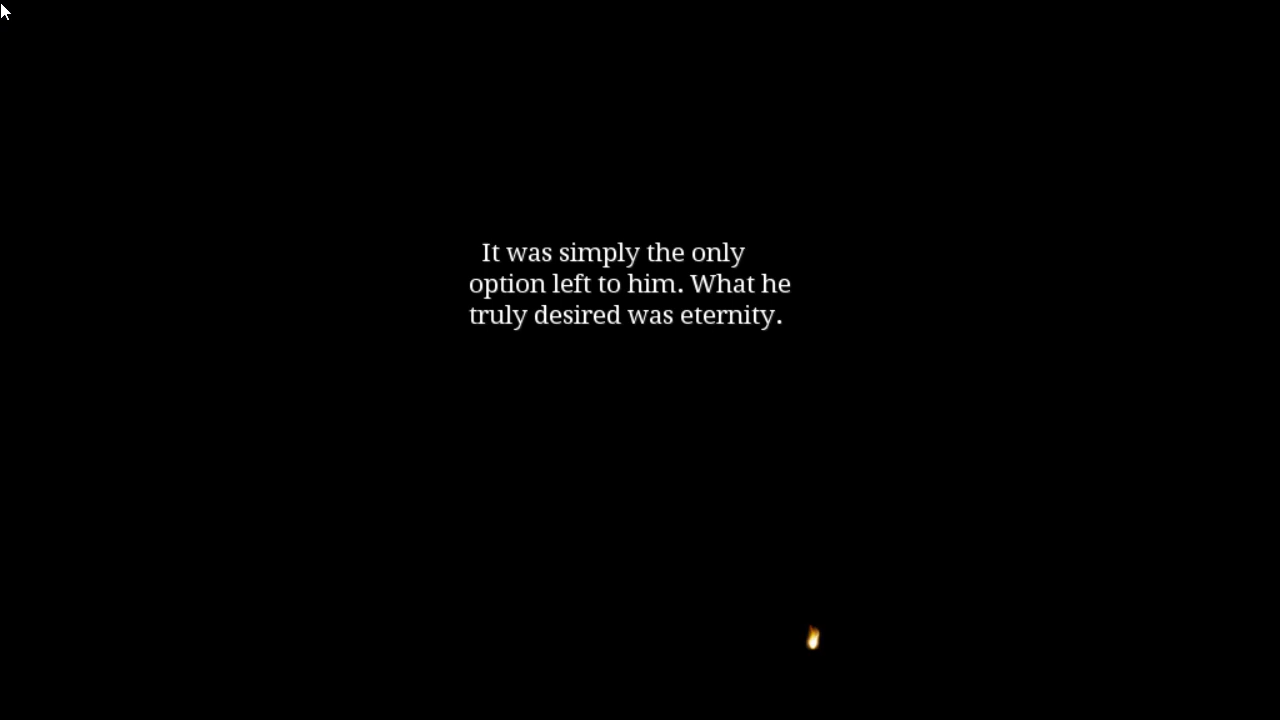 It was simply the only
option left to him. What he
truly desired was eternity.